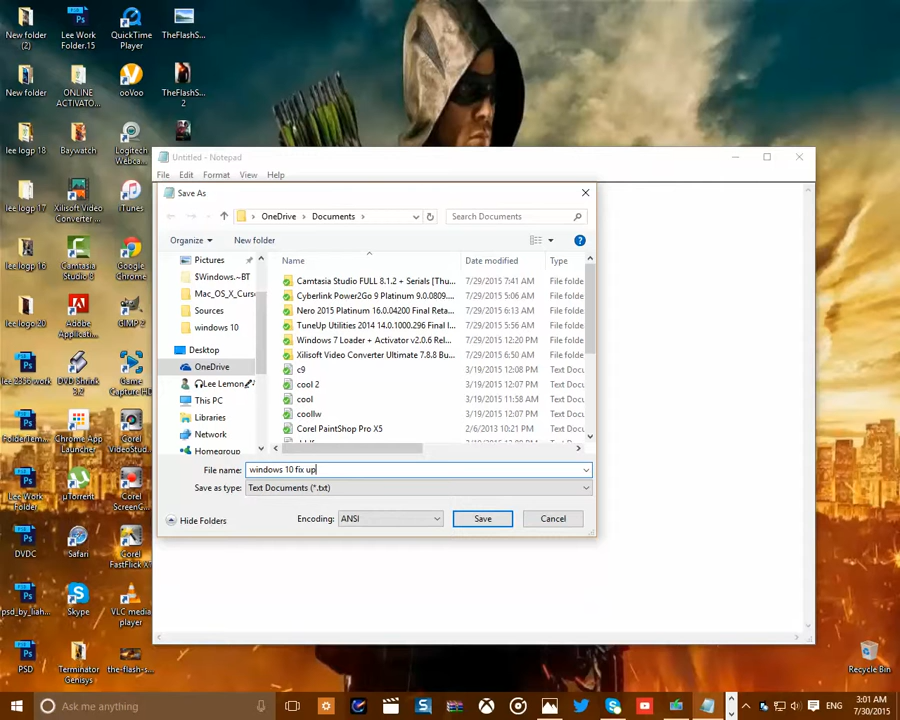 New folder (2)
Lee Work Folder.15
QuickTime Player
TheFlashS...
New folder
ONLINE ACTIVATO...
ooVoo
TheFlashS... 2
lee logp 18
Baywatch
Logitech Webca...
lee logp 17
Xilisoft Video Converter ...
iTunes
lee logp 16
Camtasia Studio 8
Google Chrome
leo logo 20
Adobe Applicatio...
GIMP 2
DVD Shrink 3.2
Game Capture HD
FolderTem...
Chrome App Launcher
Corel VideoStu...
Lee Work Folder
µTorrent
Corel ScreenC...
DVDC
Safari
Corel FastFlick X7
psd_by_liah...
Skype
VLC media player
PSD
Terminator Genisys
the-flash-s...
Recycle Bin
Untitled - Notepad
File Edit Format View Help
Save As
OneDrive > Documents >
Search Documents
Organize
New folder
Pictures
$Windows.~BT
Mac_OS_X_Curs
Sources
windows 10
Desktop
OneDrive
Lee Lemon
This PC
Libraries
Network
Homegroup
Name Date modified Type
Camtasia Studio FULL 8.1.2 + Serials [Thu... 7/29/2015 7:41 AM File folde
Cyberlink Power2Go 9 Platinum 9.0.0809.... 7/29/2015 5:06 AM File folde
Nero 2015 Platinum 16.0.04200 Final Reta... 7/29/2015 6:13 AM File folde
TuneUp Utilities 2014 14.0.1000.296 Final I... 7/29/2015 5:56 AM File folde
Windows 7 Loader + Activator v2.0.6 Rel... 7/29/2015 12:20 PM File folde
Xilisoft Video Converter Ultimate 7.8.8 Bu... 7/29/2015 6:50 AM File folde
c9 3/19/2015 12:08 PM Text Docu
cool 2 3/19/2015 12:07 PM Text Docu
cool 3/19/2015 11:58 AM Text Docu
coollw 3/19/2015 12:07 PM Text Docu
Corel PaintShop Pro X5 2/6/2013 10:21 PM Text Docu
File name: windows 10 fix up
Save as type: Text Documents (*.txt)
Hide Folders
Encoding: ANSI
Save
Cancel
Ask me anything
ENG
3:01 AM
7/30/2015